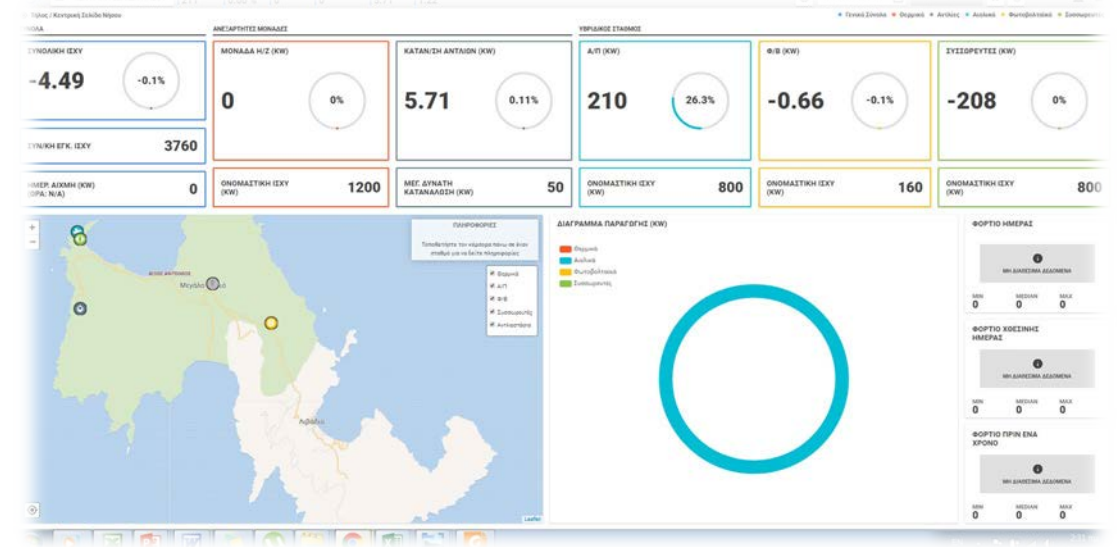 Τήλος / Κεντρική Σελίδα Νήσου
Γενικά Σύνολα Θερμικά Αντλίες Αιολικά Φωτοβολταϊκά
ΑΝΕΞΑΡΤΗΤΕΣ ΜΟΝΑΔΕΣ
ΥΒΡΙΔΙΚΟΣ ΣΤΑΘΜΟΣ
ΣΥΝΟΛΙΚΗ ΙΣΧΥ
-4.49
-0.1%
ΜΟΝΑΔΑ Η/Ζ (KW)
0
0%
ΚΑΤΑΝ/ΣΗ ΑΝΤΛΙΩΝ (KW)
5.71
0.11%
Α/Π (KW)
210
26.3%
Φ/Β (KW)
-0.66
-0.1%
ΣΥΣΣΩΡΕΥΤΕΣ (KW)
-208
0%
ΣΥΝ/ΚΗ ΕΓΚ. ΙΣΧΥ
3760
ΗΜΕΡ. ΑΙΧΜΗ (KW)
(ΩΡΑ: N/A)
0
ΟΝΟΜΑΣΤΙΚΗ ΙΣΧΥ
(KW)
1200
ΜΕΓ. ΔΥΝΑΤΗ
ΚΑΤΑΝΑΛΩΣΗ (KW)
50
ΟΝΟΜΑΣΤΙΚΗ ΙΣΧΥ
(KW)
800
ΟΝΟΜΑΣΤΙΚΗ ΙΣΧΥ
(KW)
160
ΟΝΟΜΑΣΤΙΚΗ ΙΣΧΥ
(KW)
800
+
−
ΠΛΗΡΟΦΟΡΙΕΣ
Τοποθετήστε τον κέρσορα πάνω σε έναν
σταθμό για να δείτε πληροφορίες
Θερμικά
Α/Π
Φ/Β
Συσσωρευτές
Αντλιοστάσια
ΑΓΙΟΣ ΑΝΤΩΝΙΟΣ
Μεγάλο
Λιβάδια
Leaflet
ΔΙΑΓΡΑΜΜΑ ΠΑΡΑΓΩΓΗΣ (KW)
Θερμικά
Αιολικά
Φωτοβολταϊκά
Συσσωρευτές
ΦΟΡΤΙΟ ΗΜΕΡΑΣ
ΜΗ ΔΙΑΘΕΣΙΜΑ ΔΕΔΟΜΕΝΑ
MIN MEDIAN MAX
0 0 0
ΦΟΡΤΙΟ ΧΘΕΣΙΝΗΣ
ΗΜΕΡΑΣ
ΜΗ ΔΙΑΘΕΣΙΜΑ ΔΕΔΟΜΕΝΑ
MIN MEDIAN MAX
0 0 0
ΦΟΡΤΙΟ ΠΡΙΝ ΕΝΑ
ΧΡΟΝΟ
ΜΗ ΔΙΑΘΕΣΙΜΑ ΔΕΔΟΜΕΝΑ
MIN MEDIAN MAX
0 0 0